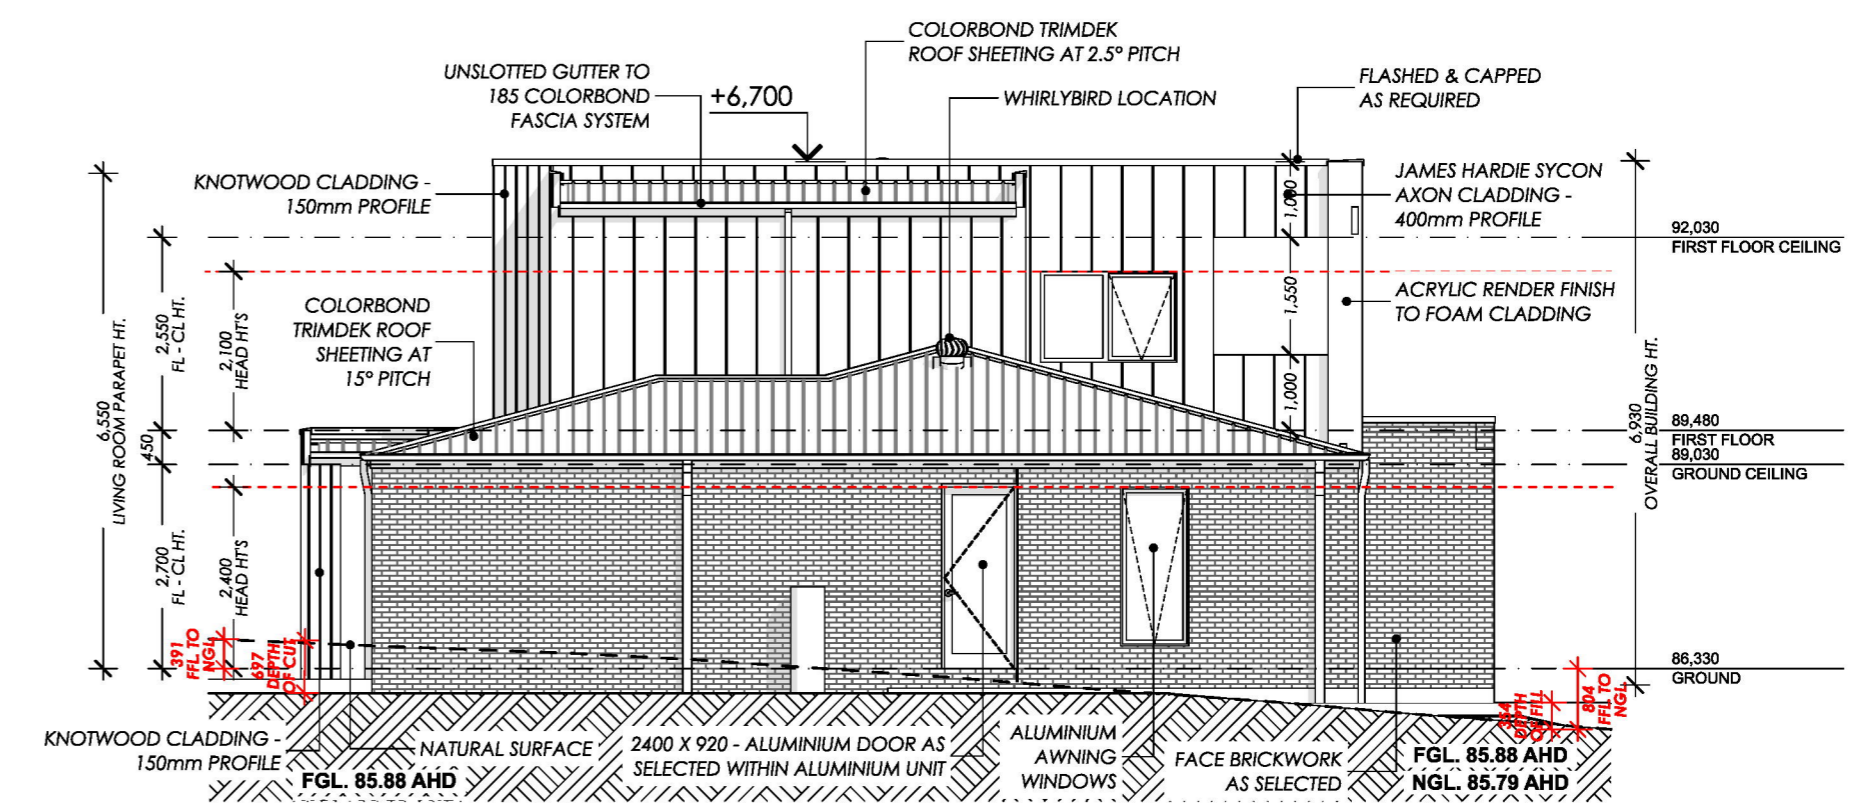 COLORBOND TRIMDEK
ROOF SHEETING AT 2.5° PITCH
UNSLOTTED GUTTER TO
185 COLORBOND
FASCIA SYSTEM
+6,700
WHIRLYBIRD LOCATION
FLASHED & CAPPED
AS REQUIRED
KNOTWOOD CLADDING -
150mm PROFILE
JAMES HARDIE SYCON
AXON CLADDING -
400mm PROFILE
1,000
92,030
FIRST FLOOR CEILING
ACRYLIC RENDER FINISH
TO FOAM CLADDING
1,550
COLORBOND
TRIMDEK ROOF
SHEETING AT
15° PITCH
2,550
FL - CL HT.
2,100
HEAD HT'S
6,550
LIVING ROOM PARAPET HT.
450
1,000
89,480
FIRST FLOOR
89,030
GROUND CEILING
6,930
OVERALL BUILDING HT.
2,700
FL - CL HT.
2,400
HEAD HT'S
391
FFL TO
NGL
697
DEPTH
OF CUT
86,330
GROUND
DEPTH
OF FILL
804
FFL TO
NGL
KNOTWOOD CLADDING -
150mm PROFILE
NATURAL SURFACE
FGL. 85.88 AHD
2400 X 920 - ALUMINIUM DOOR AS
SELECTED WITHIN ALUMINIUM UNIT
ALUMINIUM
AWNING
WINDOWS
FACE BRICKWORK
AS SELECTED
FGL. 85.88 AHD
NGL. 85.79 AHD